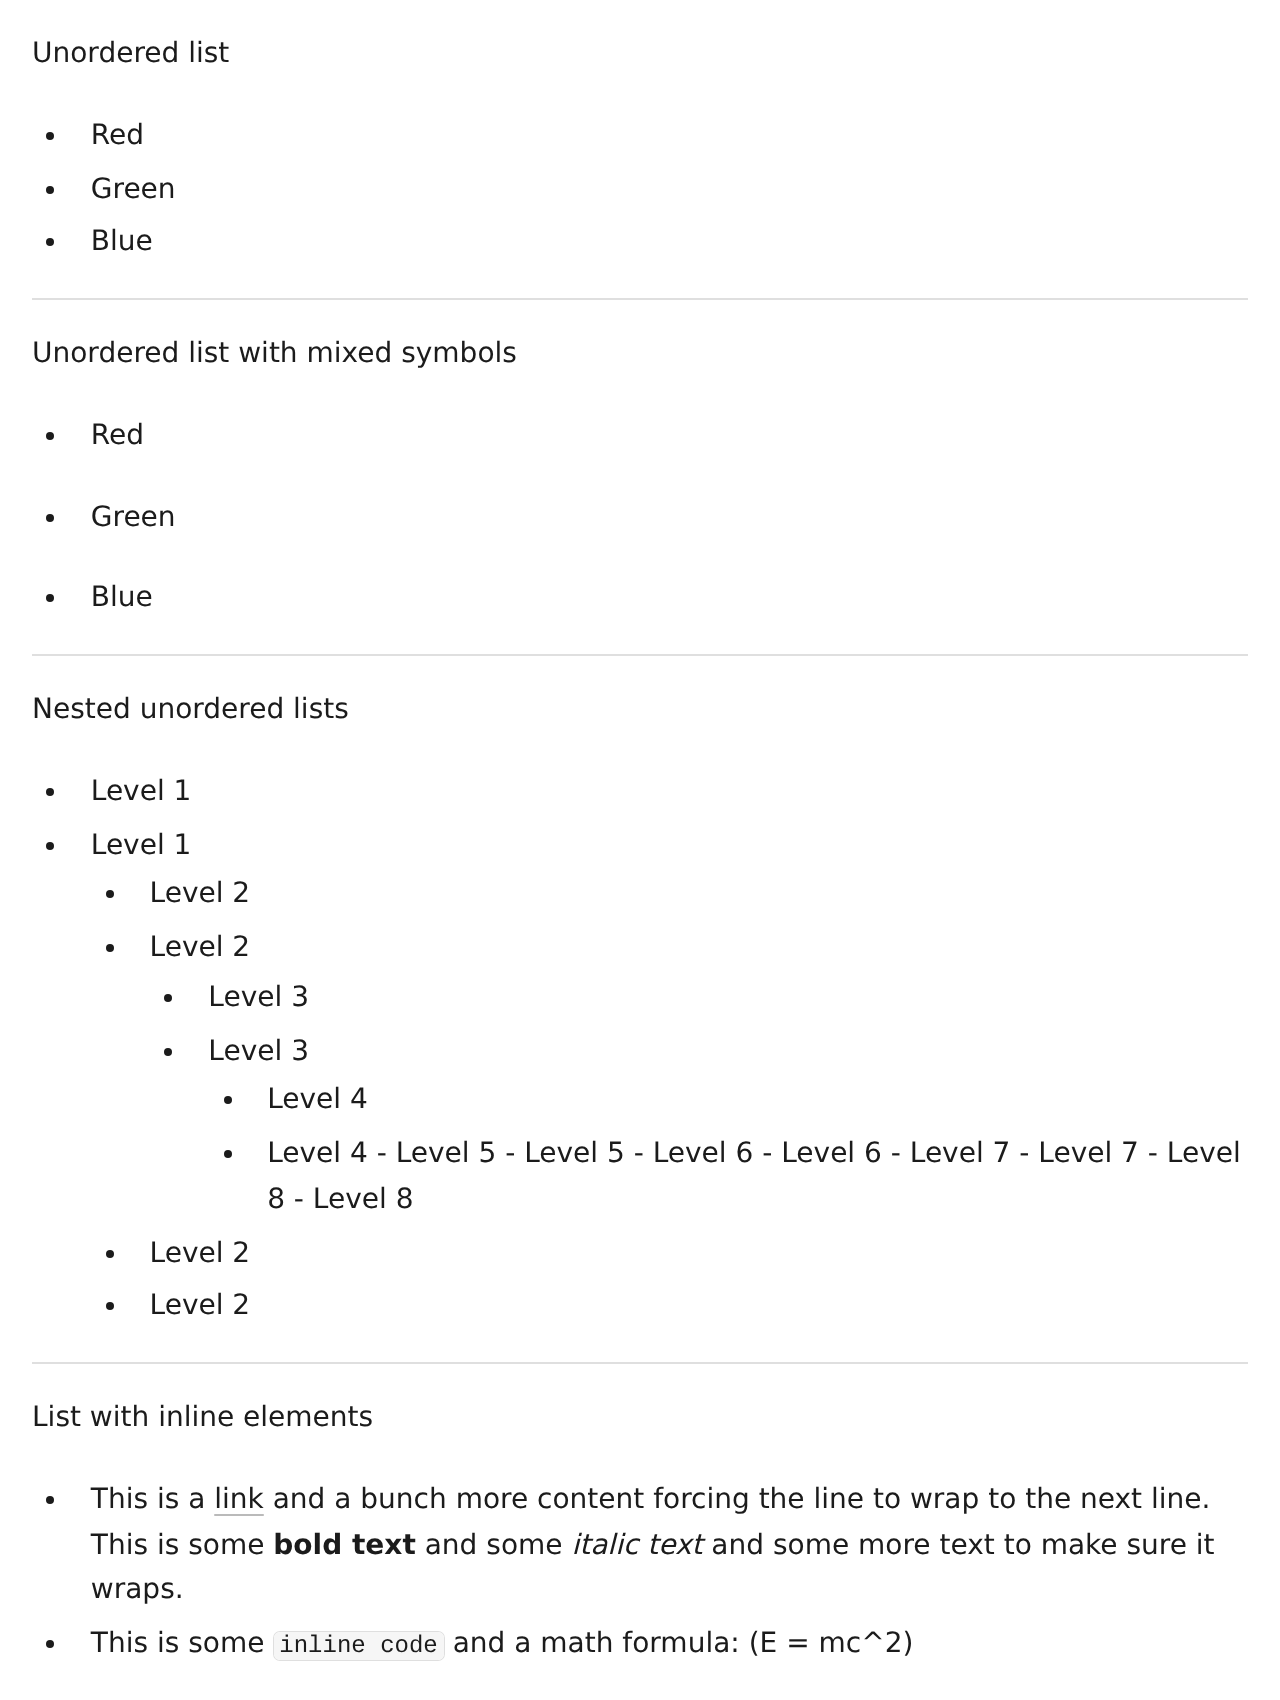 Unordered list
• Red
• Green
• Blue
Unordered list with mixed symbols
• Red
• Green
• Blue
Nested unordered lists
• Level 1
• Level 1
• Level 2
• Level 2
• Level 3
• Level 3
• Level 4
• Level 4 - Level 5 - Level 5 - Level 6 - Level 6 - Level 7 - Level 7 - Level
8 - Level 8
• Level 2
• Level 2
List with inline elements
• This is a link and a bunch more content forcing the line to wrap to the next line.
This is some bold text and some italic text and some more text to make sure it
wraps.
• This is some inline code and a math formula: (E = mc^2)